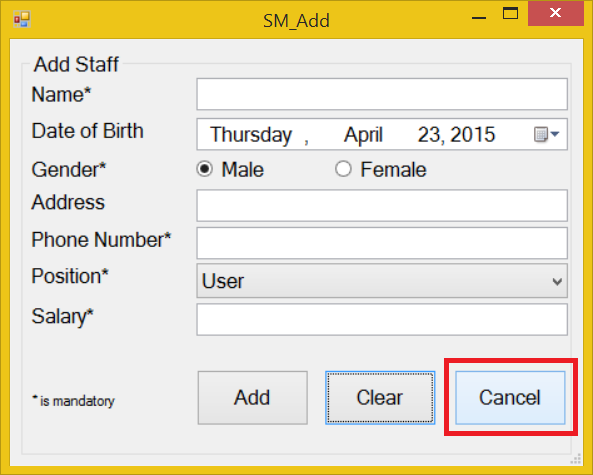 SM_Add
Add Staff
Name*
Date of Birth Thursday , April 23, 2015
Gender* Male Female
Address
Phone Number*
Position* User
Salary*
* is mandatory Add Clear Cancel